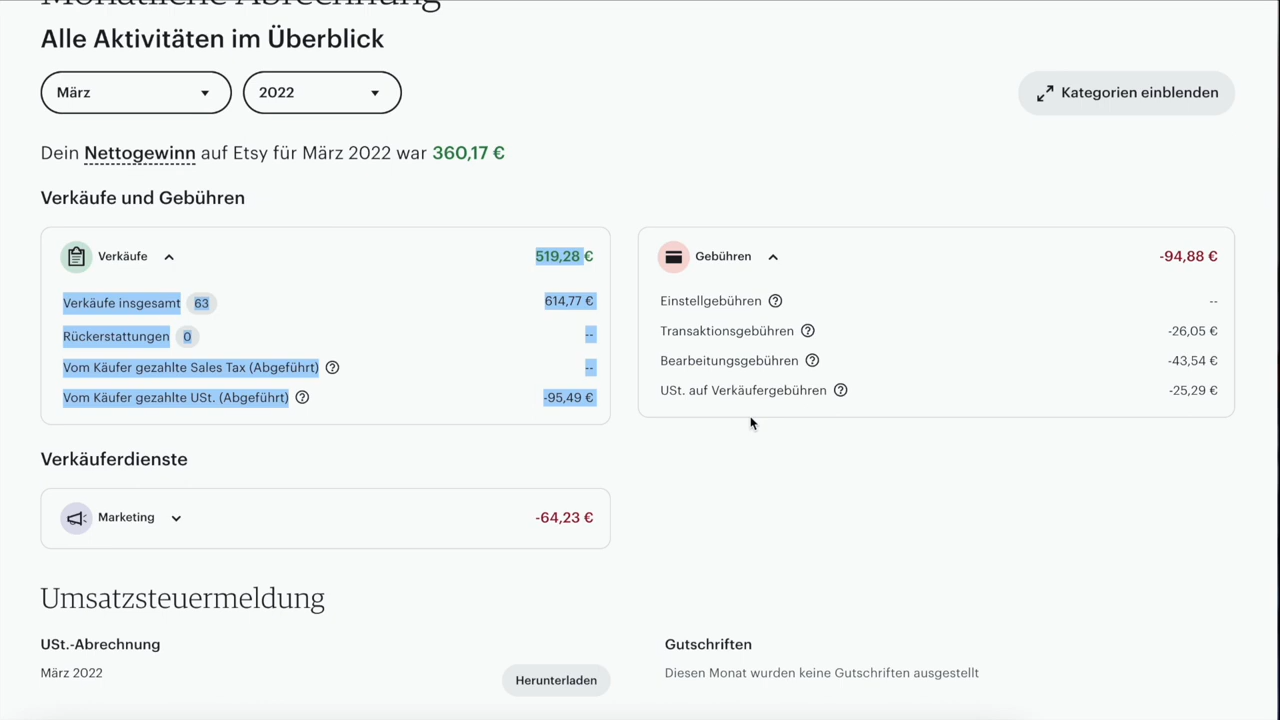 Monatliche Abrechnung
Alle Aktivitäten im Überblick
März
2022
Kategorien einblenden
Dein Nettogewinn auf Etsy für März 2022 war 360,17 €
Verkäufe und Gebühren
Verkäufe 519,28 €
Verkäufe insgesamt 63 614,77 €
Rückerstattungen 0 --
Vom Käufer gezahlte Sales Tax (Abgeführt) --
Vom Käufer gezahlte USt. (Abgeführt) -95,49 €
Gebühren -94,88 €
Einstellgebühren --
Transaktionsgebühren -26,05 €
Bearbeitungsgebühren -43,54 €
USt. auf Verkäufergebühren -25,29 €
Verkäuferdienste
Marketing -64,23 €
Umsatzsteuermeldung
USt.-Abrechnung
März 2022
Herunterladen
Gutschriften
Diesen Monat wurden keine Gutschriften ausgestellt